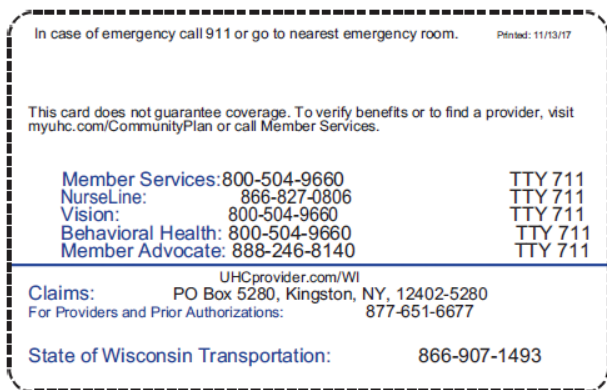 In case of emergency call 911 or go to nearest emergency room. Printed: 11/13/17
This card does not guarantee coverage. To verify benefits or to find a provider, visit
myuhc.com/CommunityPlan or call Member Services.
Member Services: 800-504-9660 TTY 711
NurseLine: 866-827-0806 TTY 711
Vision: 800-504-9660 TTY 711
Behavioral Health: 800-504-9660 TTY 711
Member Advocate: 888-246-8140 TTY 711
UHCprovider.com/WI
Claims: PO Box 5280, Kingston, NY, 12402-5280
For Providers and Prior Authorizations: 877-651-6677
State of Wisconsin Transportation: 866-907-1493